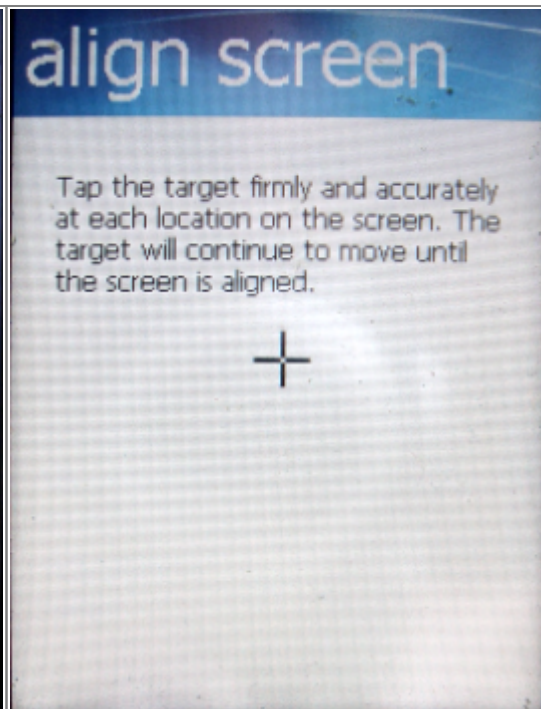 align screen
Tap the target firmly and accurately
at each location on the screen. The
target will continue to move until
the screen is aligned.